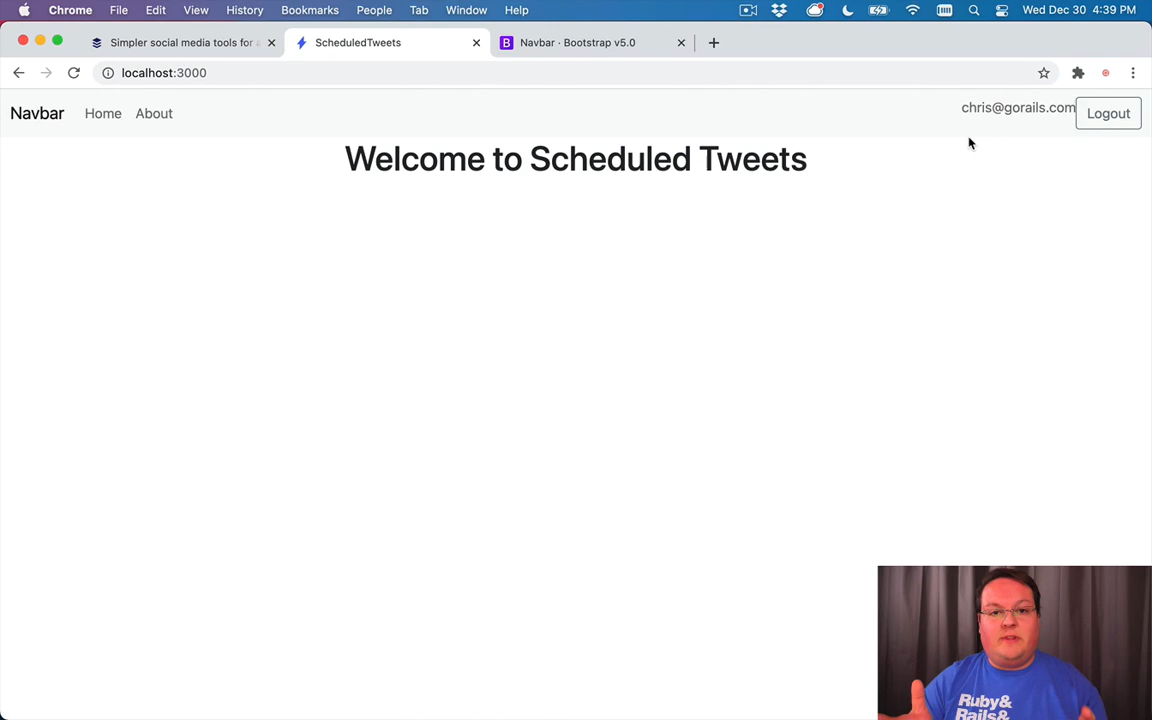 Chrome File Edit View History Bookmarks People Tab Window Help Wed Dec 30 4:39 PM
Simpler social media tools for a ScheduledTweets B Navbar · Bootstrap v5.0
localhost:3000
Navbar Home About chris@gorails.com Logout
Welcome to Scheduled Tweets
Ruby&
Rails&